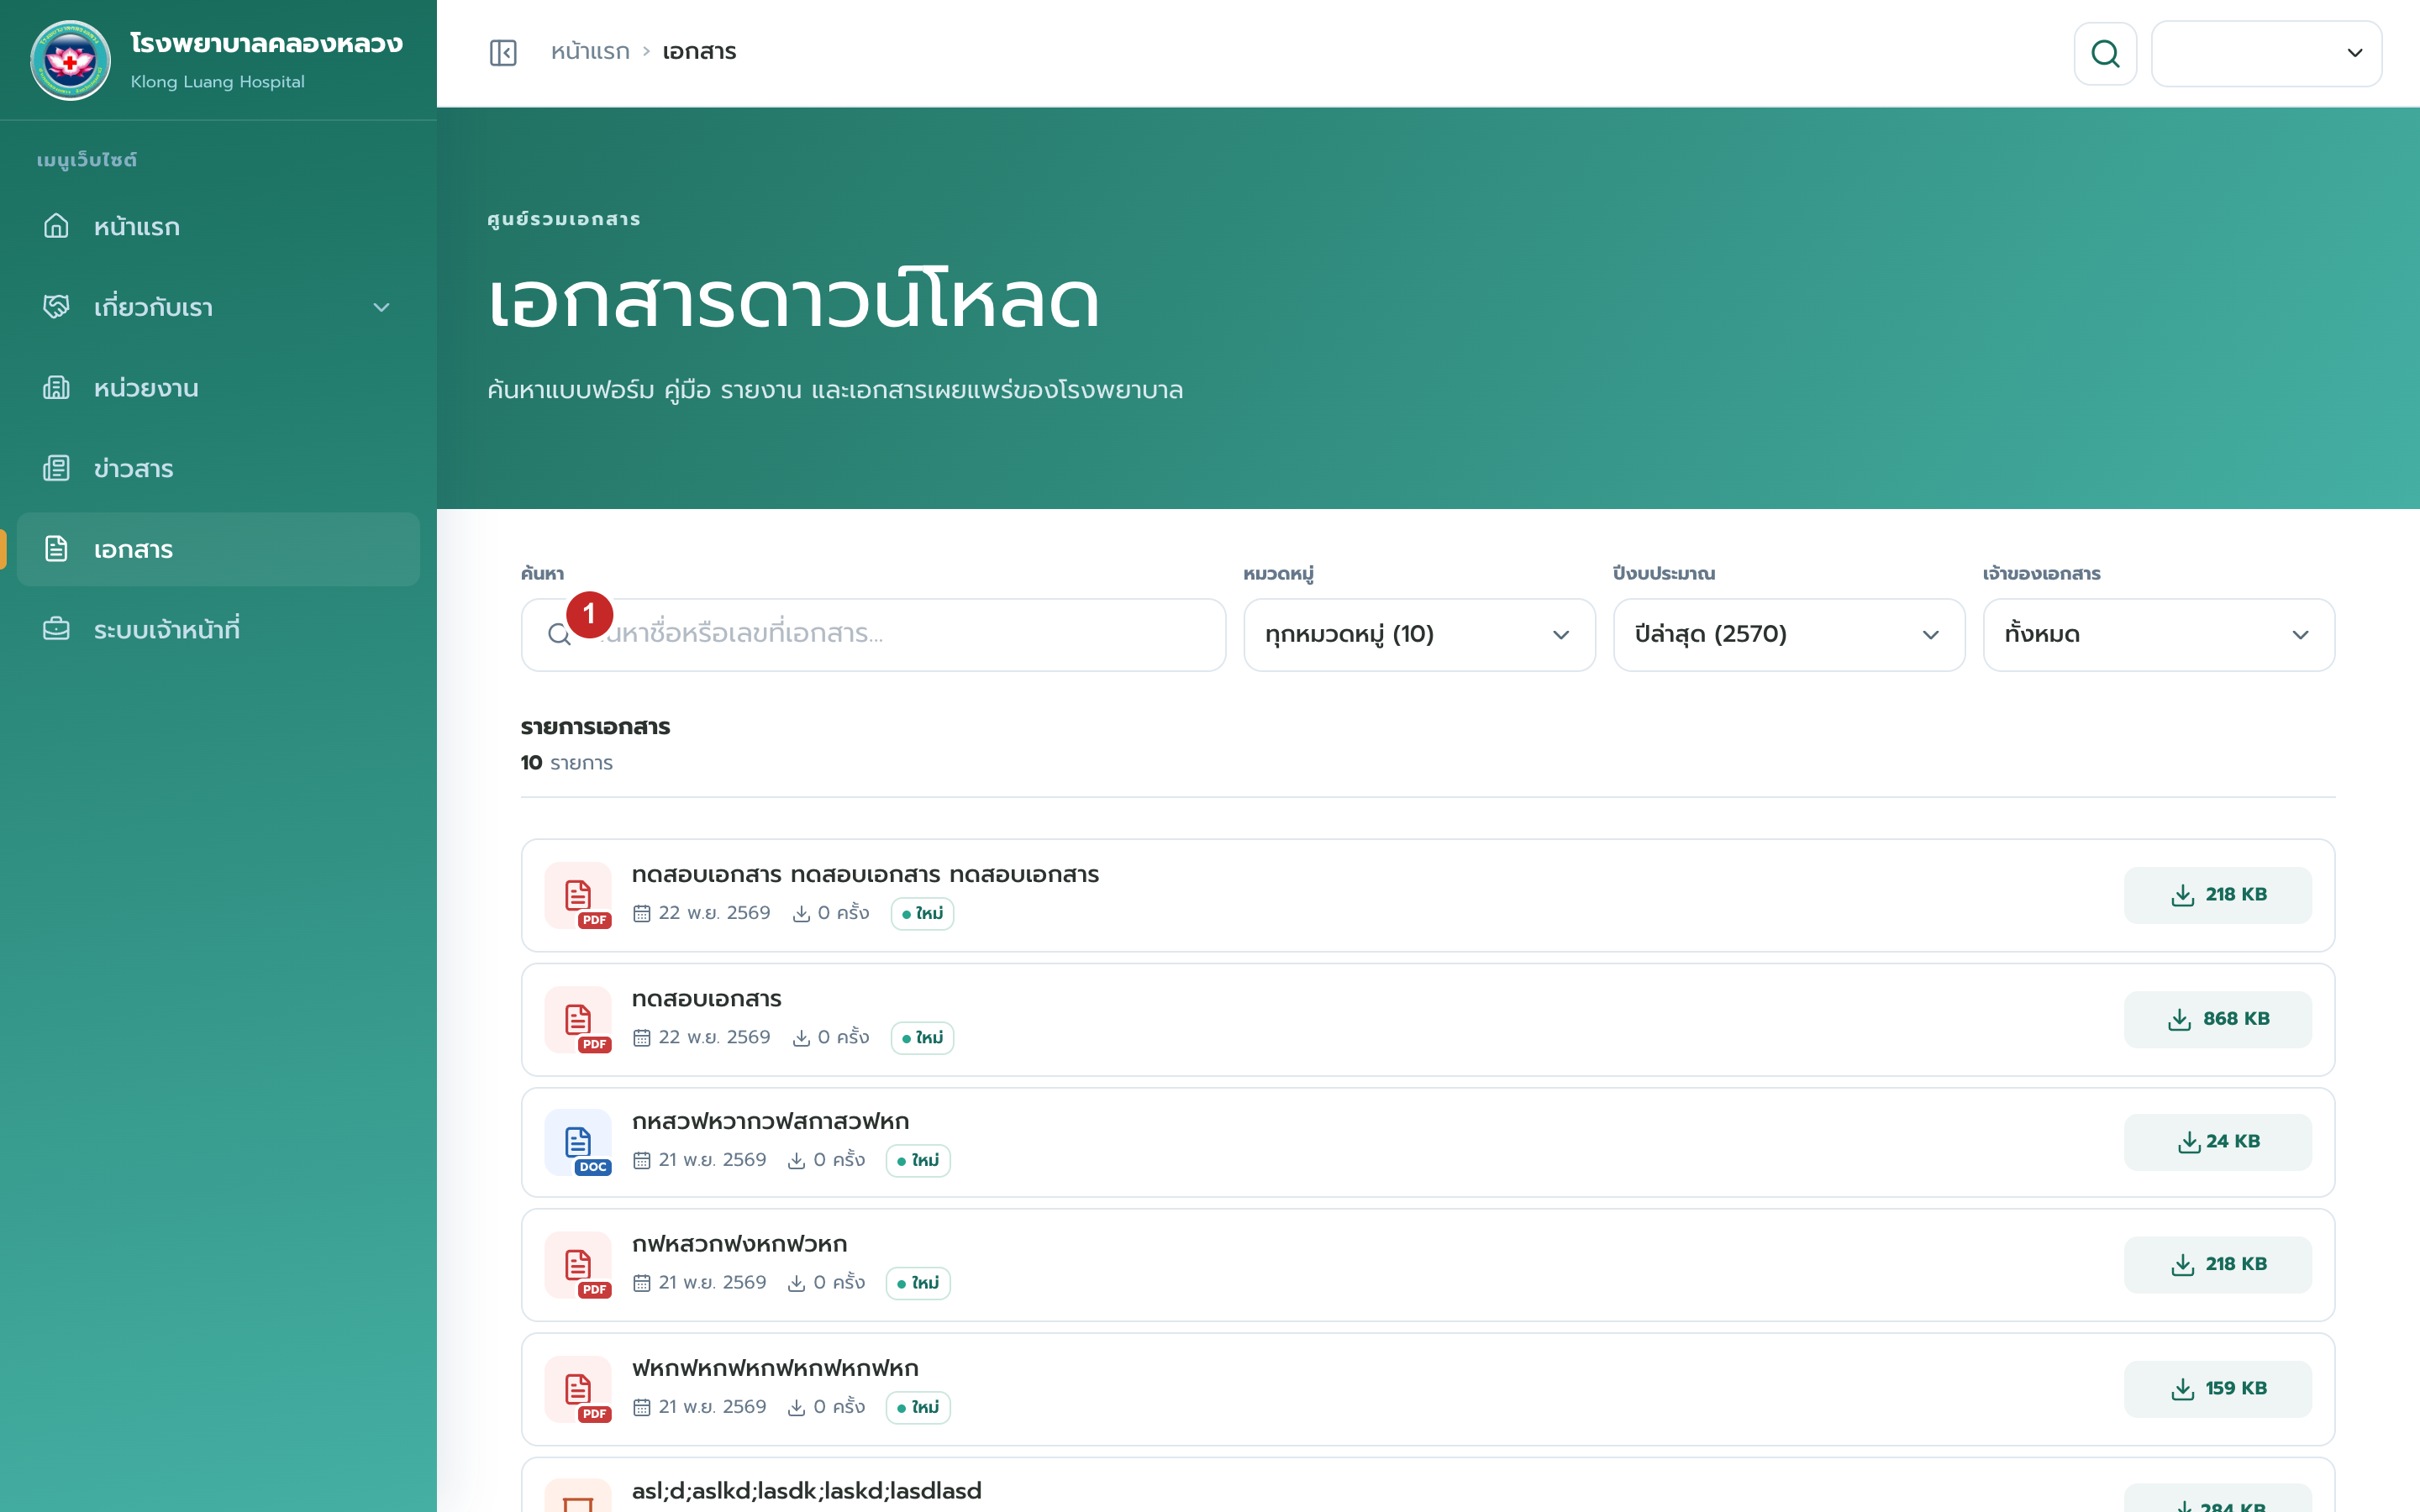 โรงพยาบาลคลองหลวง
Klong Luang Hospital
หน้าแรก › เอกสาร
เมนูเว็บไซต์
หน้าแรก
เกี่ยวกับเรา
หน่วยงาน
ข่าวสาร
เอกสาร
ระบบเจ้าหน้าที่
ศูนย์รวมเอกสาร
เอกสารดาวน์โหลด
ค้นหาแบบฟอร์ม คู่มือ รายงาน และเอกสารเผยแพร่ของโรงพยาบาล
ค้นหา หมวดหมู่ ปีงบประมาณ เจ้าของเอกสาร
1 ค้นหาชื่อหรือเลขที่เอกสาร... ทุกหมวดหมู่ (10) ปีล่าสุด (2570) ทั้งหมด
รายการเอกสาร
10 รายการ
ทดสอบเอกสาร ทดสอบเอกสาร ทดสอบเอกสาร
PDF 22 พ.ย. 2569 0 ครั้ง ใหม่ 218 KB
ทดสอบเอกสาร
PDF 22 พ.ย. 2569 0 ครั้ง ใหม่ 868 KB
กหสวฟหวากวฟสกาสวฟหก
DOC 21 พ.ย. 2569 0 ครั้ง ใหม่ 24 KB
กฟหสวกฟงหกฟวหก
PDF 21 พ.ย. 2569 0 ครั้ง ใหม่ 218 KB
ฟหกฟหกฟหกฟหกฟหกฟหก
PDF 21 พ.ย. 2569 0 ครั้ง ใหม่ 159 KB
asl;d;aslkd;lasdk;laskd;lasdlasd
284 KB